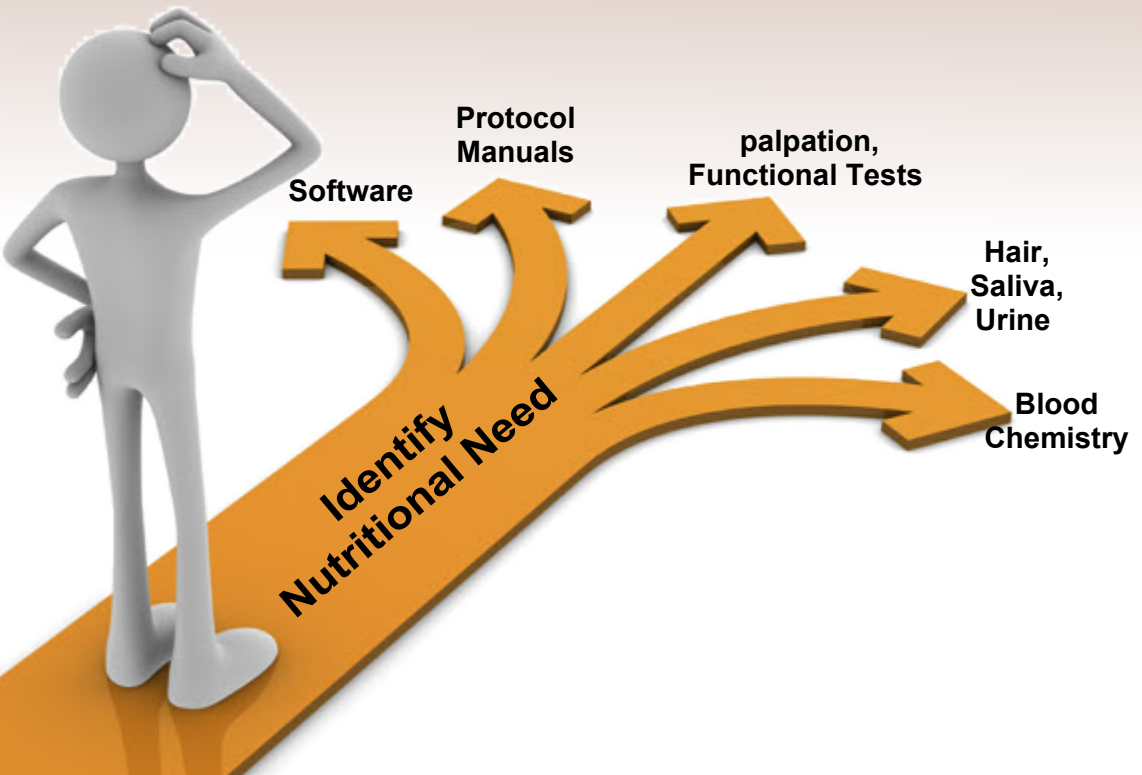 Protocol
Manuals
palpation,
Functional Tests
Software
Hair,
Saliva,
Urine
Blood
Chemistry
Identify
Nutritional Need